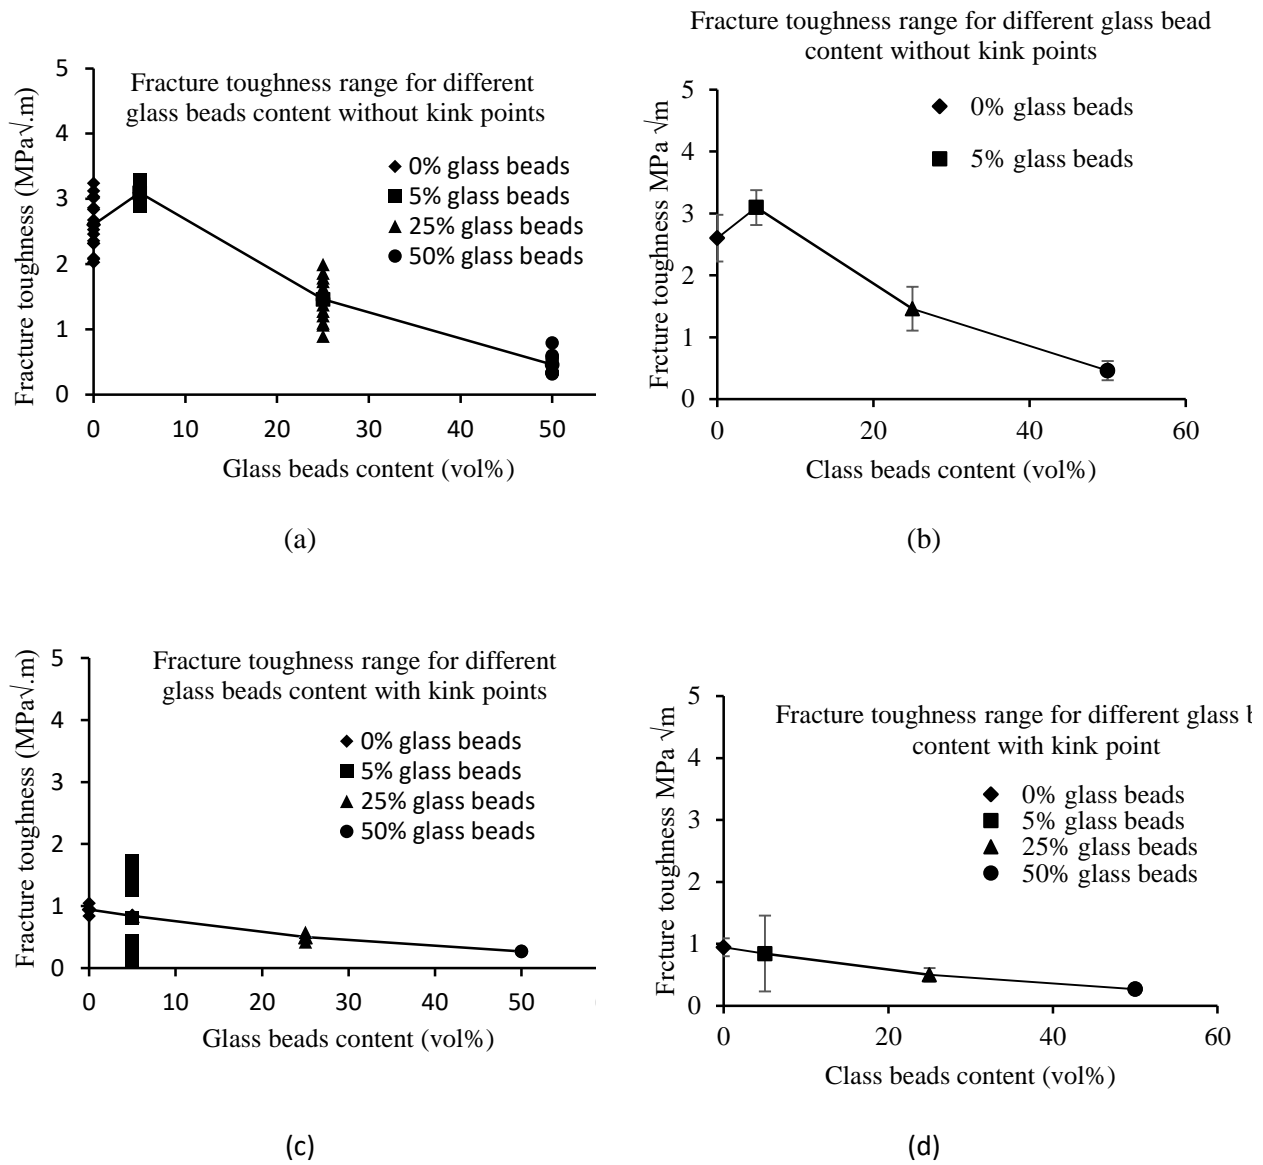 Fracture toughness range for different
glass beads content without kink points
Fracture toughness (MPa√.m)
5
4
3
2
1
0
0% glass beads
5% glass beads
25% glass beads
50% glass beads
0 10 20 30 40 50
Glass beads content (vol%)
(a)
Fracture toughness range for different glass bead
content without kink points
Frcture toughness MPa √m
5
4
3
2
1
0
0% glass beads
5% glass beads
0 20 40 60
Class beads content (vol%)
(b)
Fracture toughness range for different
glass beads content with kink points
Fracture toughness (MPa√.m)
5
4
3
2
1
0
0% glass beads
5% glass beads
25% glass beads
50% glass beads
0 10 20 30 40 50
Glass beads content (vol%)
(c)
Fracture toughness range for different glass
content with kink point
Frcture toughness MPa √m
5
4
3
2
1
0
0% glass beads
5% glass beads
25% glass beads
50% glass beads
0 20 40 60
Class beads content (vol%)
(d)